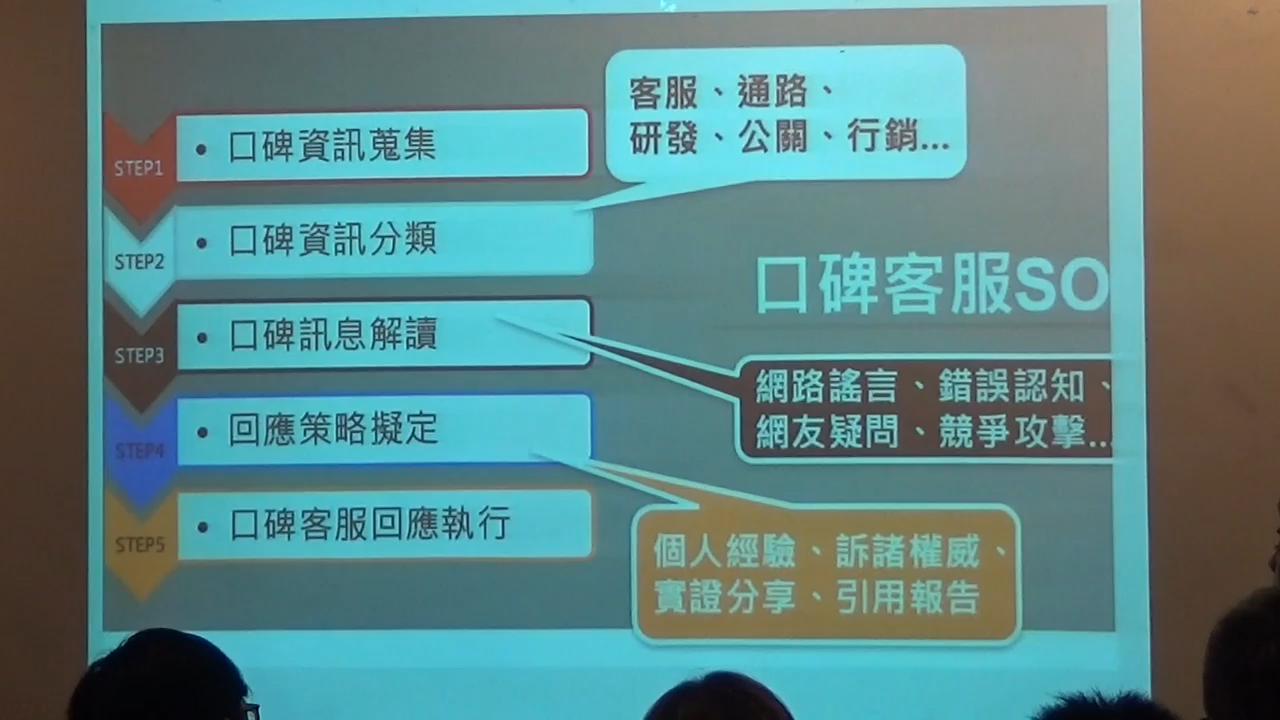 客服、通路、
研發、公關、行銷...
STEP1
• 口碑資訊蒐集
STEP2
• 口碑資訊分類
口碑客服SO
STEP3
• 口碑訊息解讀
網路謠言、錯誤認知、
網友疑問、競爭攻擊...
STEP4
• 回應策略擬定
STEP5
• 口碑客服回應執行
個人經驗、訴諸權威、
實證分享、引用報告